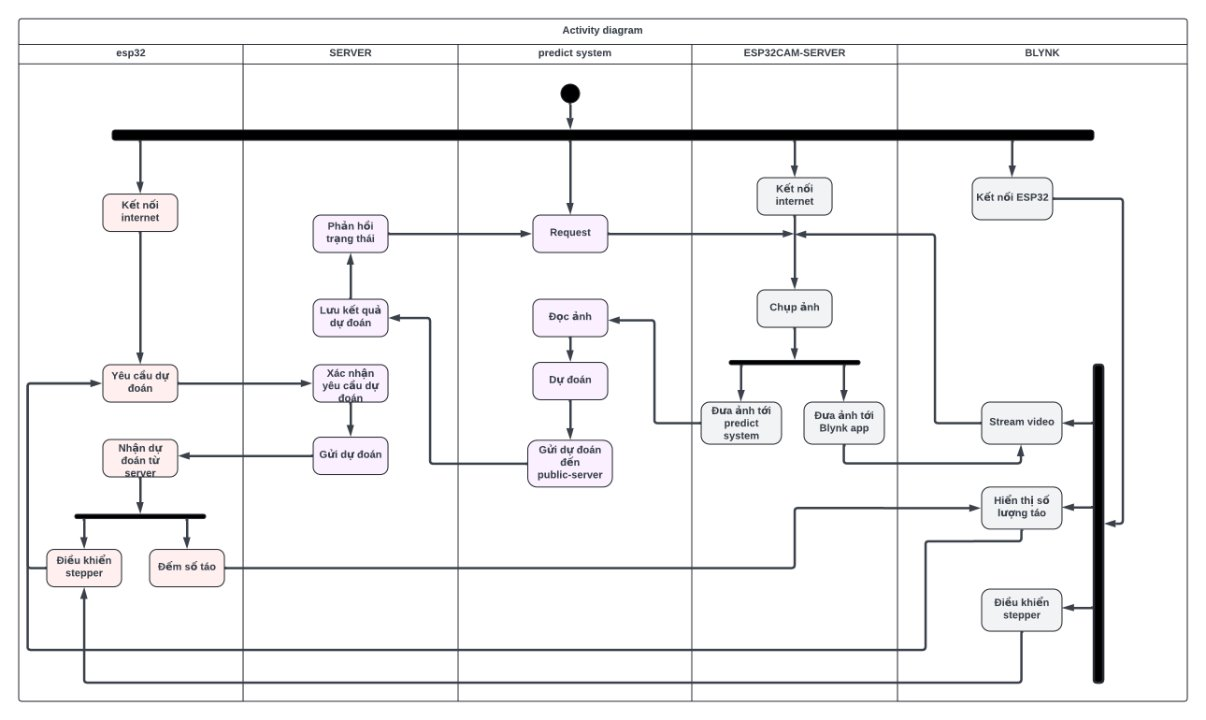 Activity diagram
esp32
SERVER
predict system
ESP32CAM-SERVER
BLYNK
Kết nối
internet
Kết nối
internet
Kết nối ESP32
Phản hồi
trạng thái
Request
Lưu kết quả
dự đoán
Đọc ảnh
Chụp ảnh
Yêu cầu dự
đoán
Xác nhận
yêu cầu dự
đoán
Dự đoán
Đưa ảnh tới
predict
system
Đưa ảnh tới
Blynk app
Stream video
Nhận dự
đoán từ
server
Gửi dự đoán
Gửi dự đoán
đến
public-server
Hiển thị số
lượng táo
Điều khiển
stepper
Đếm số táo
Điều khiển
stepper